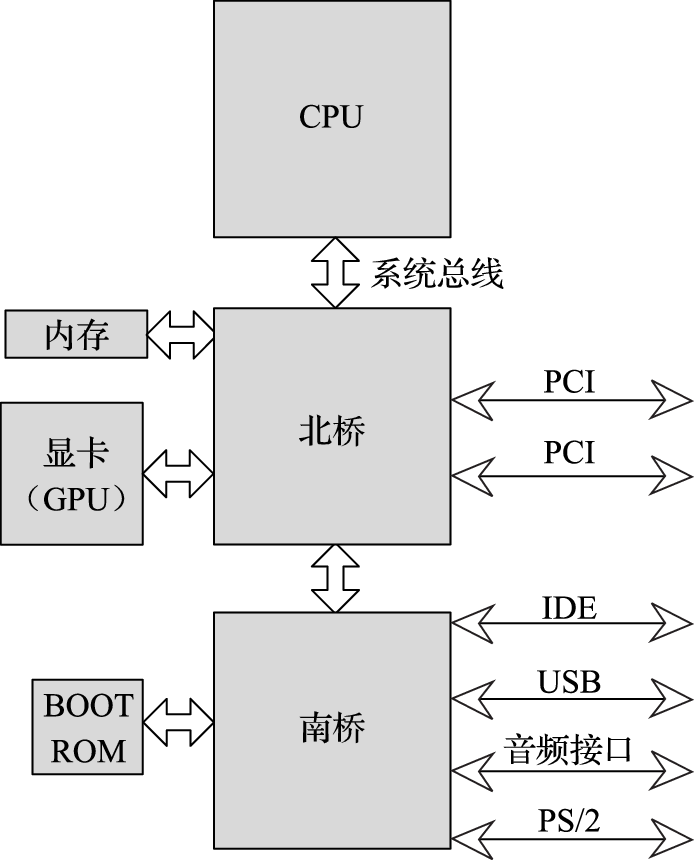 CPU
系统总线
内存
北桥
PCI
显卡
（GPU）
PCI
IDE
BOOT
ROM
南桥
USB
音频接口
PS/2